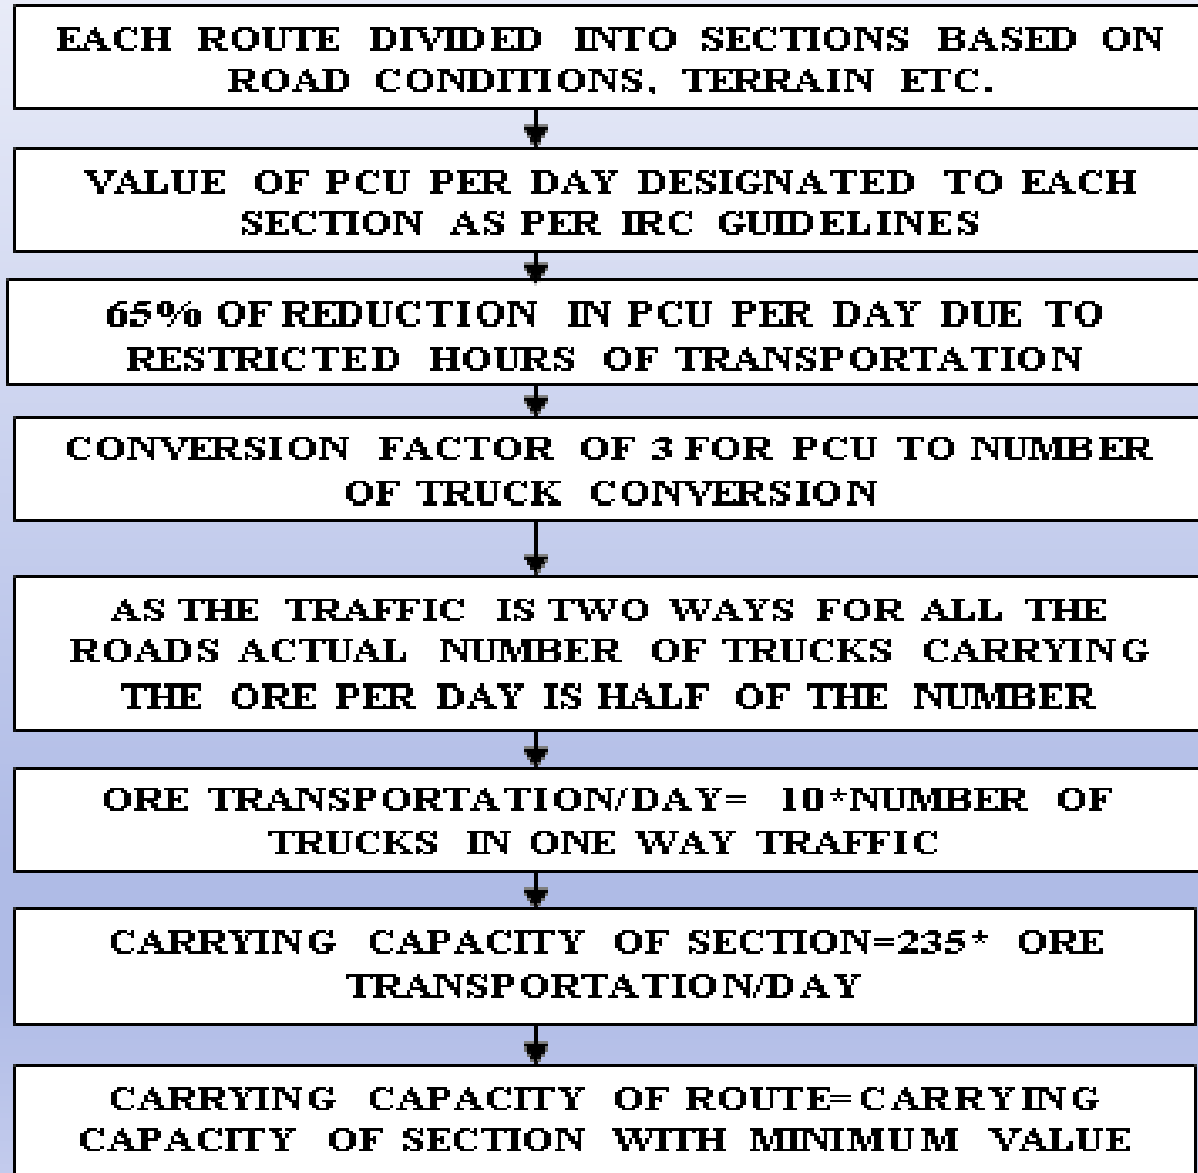 EACH ROUTE DIVIDED INTO SECTIONS BASED ON
ROAD CONDITIONS, TERRAIN ETC.
VALUE OF PCU PER DAY DESIGNATED TO EACH
SECTION AS PER IRC GUIDELINES
65% OF REDUCTION IN PCU PER DAY DUE TO
RESTRICTED HOURS OF TRANSPORTATION
CONVERSION FACTOR OF 3 FOR PCU TO NUMBER
OF TRUCK CONVERSION
AS THE TRAFFIC IS TWO WAYS FOR ALL THE
ROADS ACTUAL NUMBER OF TRUCKS CARRYING
THE ORE PER DAY IS HALF OF THE NUMBER
ORE TRANSPORTATION/DAY= 10*NUMBER OF
TRUCKS IN ONE WAY TRAFFIC
CARRYING CAPACITY OF SECTION=235* ORE
TRANSPORTATION/DAY
CARRYING CAPACITY OF ROUTE=CARRYING
CAPACITY OF SECTION WITH MINIMUM VALUE